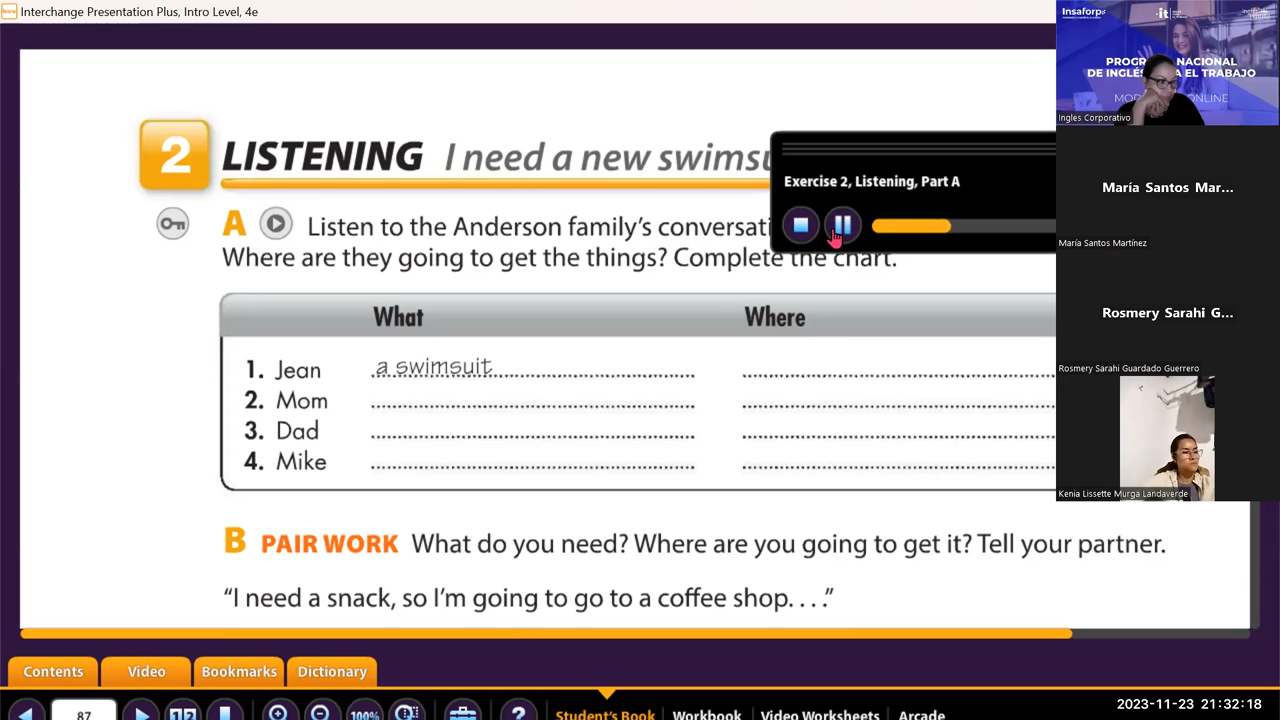 Interchange Presentation Plus, Intro Level, 4e
2 LISTENING I need a new swimsu
Exercise 2, Listening, Part A
A Listen to the Anderson family's conversati
Where are they going to get the things? Complete the chart.
What Where
1. Jean a swimsuit
2. Mom
3. Dad
4. Mike
B PAIR WORK What do you need? Where are you going to get it? Tell your partner.
"I need a snack, so I'm going to go to a coffee shop. . . ."
Contents Video Bookmarks Dictionary
87 1 2 100% ? Student's Book Workbook Video Worksheets Arcade
Insaforp
it
PROGR NACIONAL
DE INGLÉS A EL TRABAJO
MO ONLINE
Ingles Corporativo
María Santos Mar...
María Santos Martínez
Rosmery Sarahi G...
Rosmery Sarahi Guardado Guerrero
Kenia Lissette Murga Landaverde
2023-11-23 21:32:18